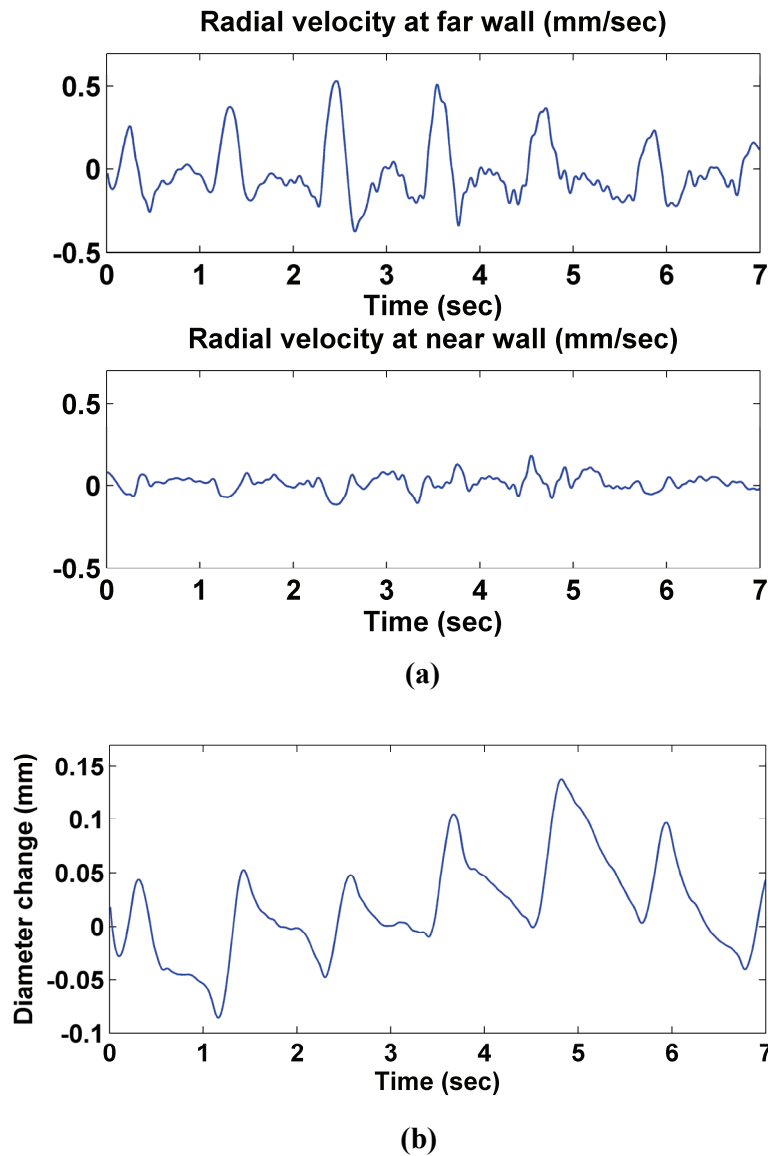 Radial velocity at far wall (mm/sec)
0.5
0
-0.5
0 1 2 3 4 5 6 7
Time (sec)
Radial velocity at near wall (mm/sec)
0.5
0
-0.5
0 1 2 3 4 5 6 7
Time (sec)
(a)
Diameter change (mm)
0.15
0.1
0.05
0
-0.05
-0.1
0 1 2 3 4 5 6 7
Time (sec)
(b)